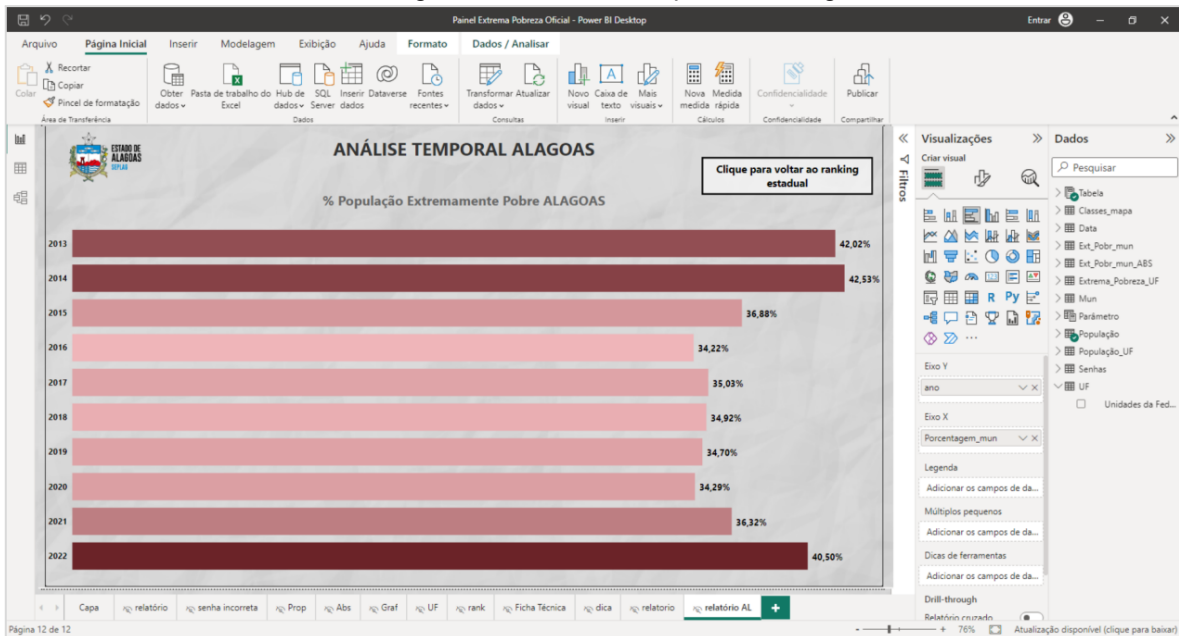 Painel Extrema Pobreza Oficial - Power BI Desktop
Entrar
Arquivo
Página Inicial
Inserir
Modelagem
Exibição
Ajuda
Formato
Dados / Analisar
Colar
Recortar
Copiar
Pincel de formatação
Área de Transferência
Obter dados
Pasta de trabalho do Excel
Hub de dados
SQL Server
Inserir dados
Dataverse
Fontes recentes
Dados
Transformar dados
Atualizar
Consultas
Novo visual
Caixa de texto
Mais visuais
Inserir
Nova medida
Medida rápida
Cálculos
Confidencialidade
Confidencialidade
Publicar
Compartilhar
ESTADO DE
ALAGOAS
SEPLAG
ANÁLISE TEMPORAL ALAGOAS
Clique para voltar ao ranking
estadual
% População Extremamente Pobre ALAGOAS
2013 42,02%
2014 42,53%
2015 36,88%
2016 34,22%
2017 35,03%
2018 34,92%
2019 34,70%
2020 34,29%
2021 36,32%
2022 40,50%
Filtros
Visualizações
Criar visual
R
Py
Eixo Y
ano
Eixo X
Porcentagem_mun
Legenda
Adicionar os campos de da...
Múltiplos pequenos
Adicionar os campos de da...
Dicas de ferramentas
Adicionar os campos de da...
Drill-through
Relatório cruzado
Dados
Pesquisar
Tabela
Classes_mapa
Data
Ext_Pobr_mun
Ext_Pobr_mun_ABS
Extrema_Pobreza_UF
Mun
Parámetro
População
População_UF
Senhas
UF
Unidades da Fed...
Capa
relatório
senha incorreta
Prop
Abs
Graf
UF
rank
Ficha Técnica
dica
relatorio
relatório AL
Página 12 de 12
76%
Atualização disponível (clique para baixar)